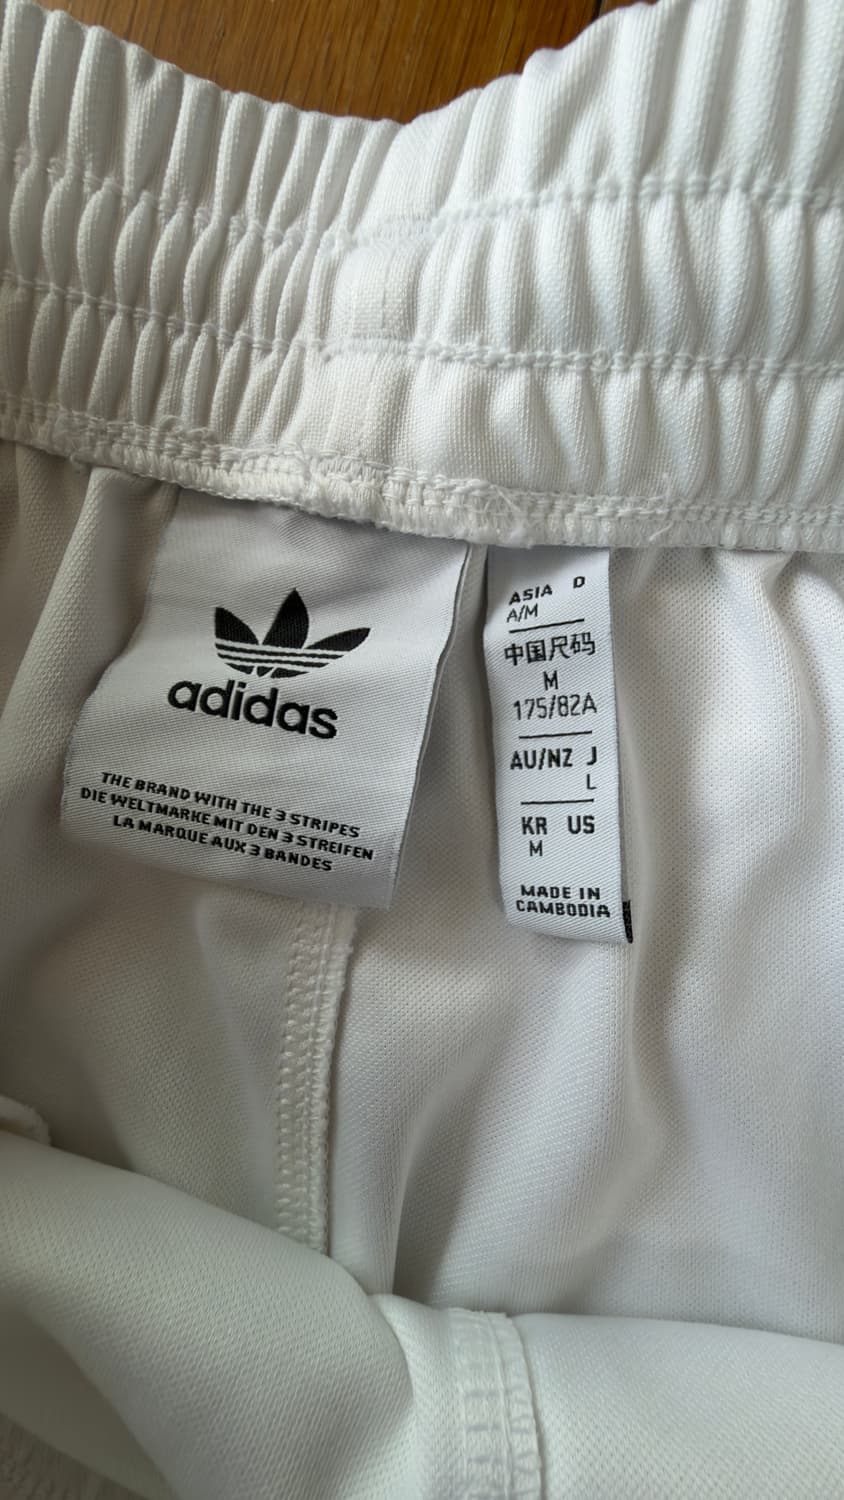 adidas
THE BRAND WITH THE 3 STRIPES
DIE WELTMARKE MIT DEN 3 STREIFEN
LA MARQUE AUX 3 BANDES
ASIA D
A/M
中国尺码
M
175/82A
AU/NZ J
L
KR US
M
MADE IN
CAMBODIA